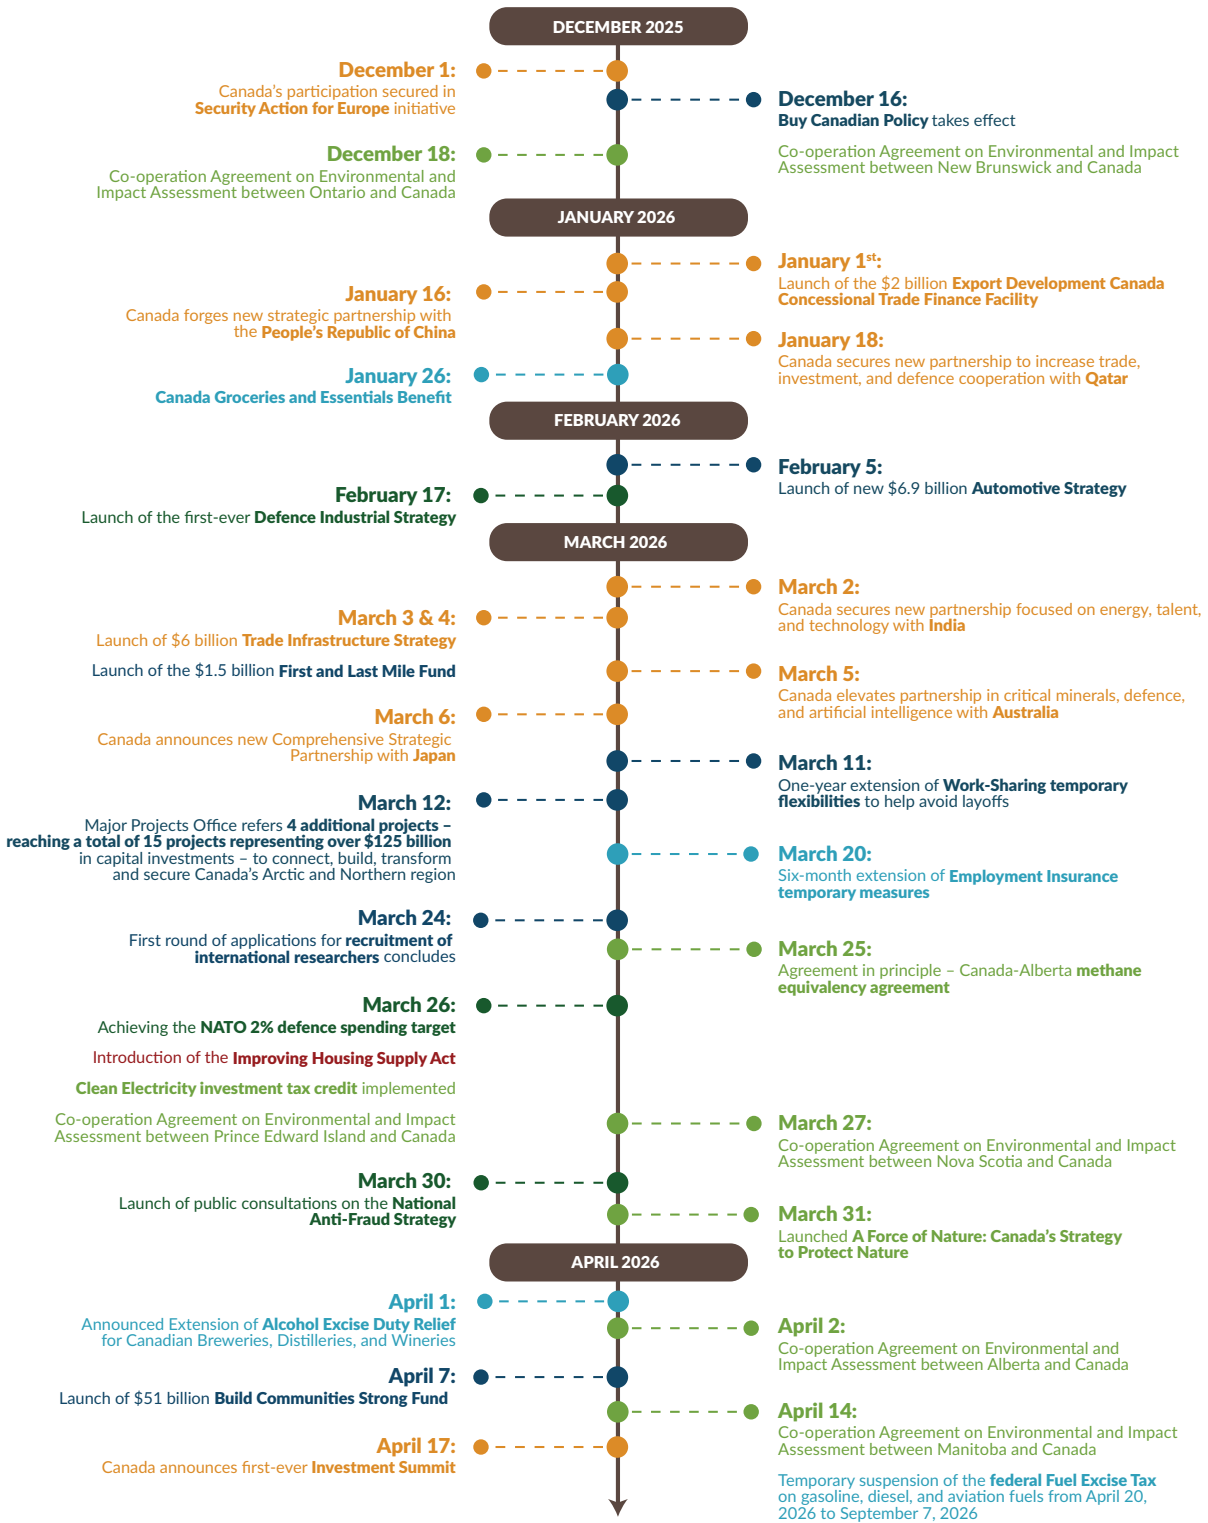 DECEMBER 2025
December 1:
Canada's participation secured in
Security Action for Europe initiative
December 16:
Buy Canadian Policy takes effect
Co-operation Agreement on Environmental and Impact
Assessment between New Brunswick and Canada
December 18:
Co-operation Agreement on Environmental and
Impact Assessment between Ontario and Canada
JANUARY 2026
January 1st:
Launch of the $2 billion Export Development Canada
Concessional Trade Finance Facility
January 16:
Canada forges new strategic partnership with
the People's Republic of China
January 18:
Canada secures new partnership to increase trade,
investment, and defence cooperation with Qatar
January 26:
Canada Groceries and Essentials Benefit
FEBRUARY 2026
February 5:
Launch of new $6.9 billion Automotive Strategy
February 17:
Launch of the first-ever Defence Industrial Strategy
MARCH 2026
March 2:
Canada secures new partnership focused on energy, talent,
and technology with India
March 3 & 4:
Launch of $6 billion Trade Infrastructure Strategy
Launch of the $1.5 billion First and Last Mile Fund
March 5:
Canada elevates partnership in critical minerals, defence,
and artificial intelligence with Australia
March 6:
Canada announces new Comprehensive Strategic
Partnership with Japan
March 11:
One-year extension of Work-Sharing temporary
flexibilities to help avoid layoffs
March 12:
Major Projects Office refers 4 additional projects –
reaching a total of 15 projects representing over $125 billion
in capital investments – to connect, build, transform
and secure Canada's Arctic and Northern region
March 20:
Six-month extension of Employment Insurance
temporary measures
March 24:
First round of applications for recruitment of
international researchers concludes
March 25:
Agreement in principle – Canada-Alberta methane
equivalency agreement
March 26:
Achieving the NATO 2% defence spending target
Introduction of the Improving Housing Supply Act
Clean Electricity investment tax credit implemented
Co-operation Agreement on Environmental and Impact
Assessment between Prince Edward Island and Canada
March 27:
Co-operation Agreement on Environmental and Impact
Assessment between Nova Scotia and Canada
March 30:
Launch of public consultations on the National
Anti-Fraud Strategy
March 31:
Launched A Force of Nature: Canada's Strategy
to Protect Nature
APRIL 2026
April 1:
Announced Extension of Alcohol Excise Duty Relief
for Canadian Breweries, Distilleries, and Wineries
April 2:
Co-operation Agreement on Environmental and
Impact Assessment between Alberta and Canada
April 7:
Launch of $51 billion Build Communities Strong Fund
April 14:
Co-operation Agreement on Environmental and Impact
Assessment between Manitoba and Canada
Temporary suspension of the federal Fuel Excise Tax
on gasoline, diesel, and aviation fuels from April 20,
2026 to September 7, 2026
April 17:
Canada announces first-ever Investment Summit